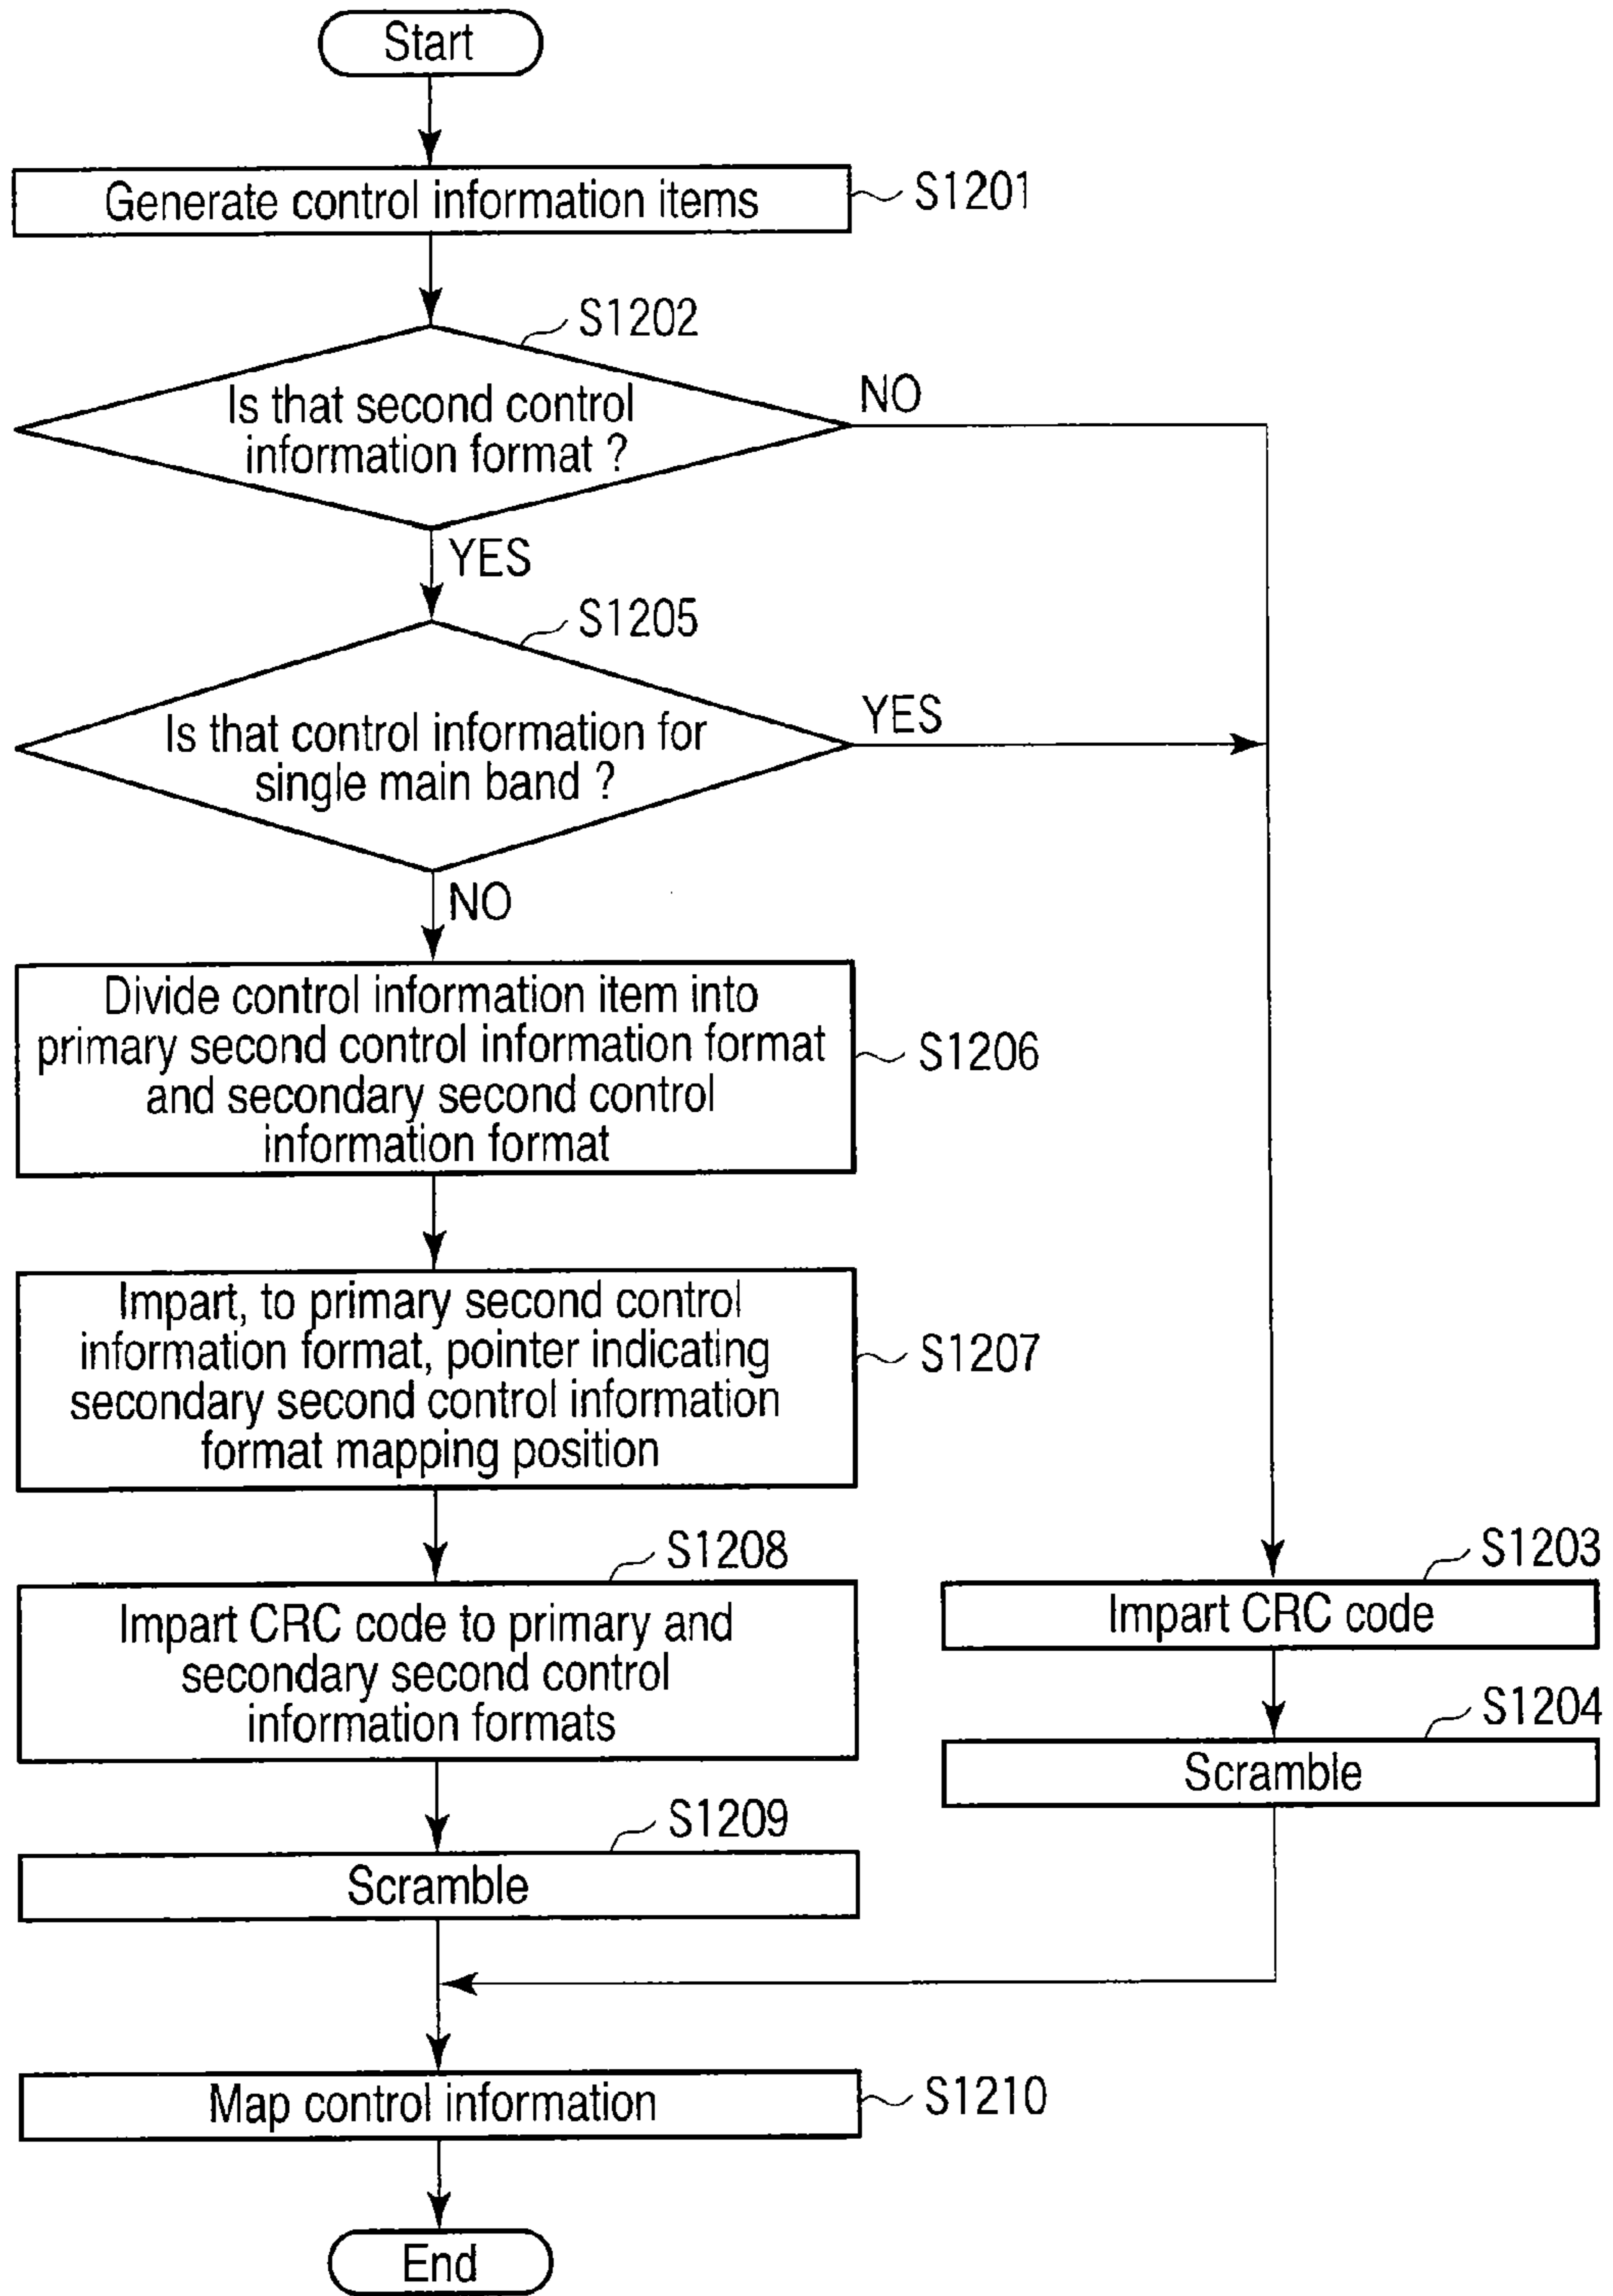 Start
Generate control information items
S1201
S1202
Is that second control
information format ?
NO
YES
S1205
Is that control information for
single main band ?
YES
NO
Divide control information item into
primary second control information format
and secondary second control
information format
S1206
Impart, to primary second control
information format, pointer indicating
secondary second control information
format mapping position
S1207
S1208
Impart CRC code to primary and
secondary second control
information formats
S1203
Impart CRC code
S1204
Scramble
S1209
Scramble
Map control information
S1210
End